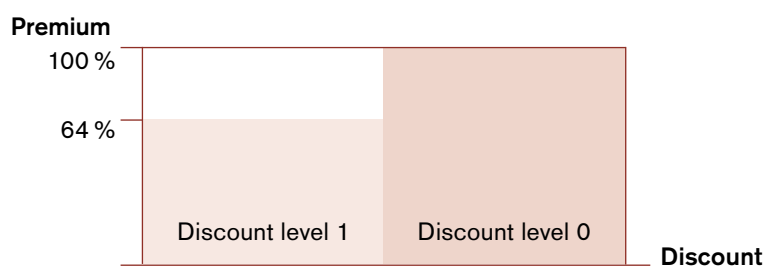 Premium
100 %
64 %
Discount level 1
Discount level 0
Discount